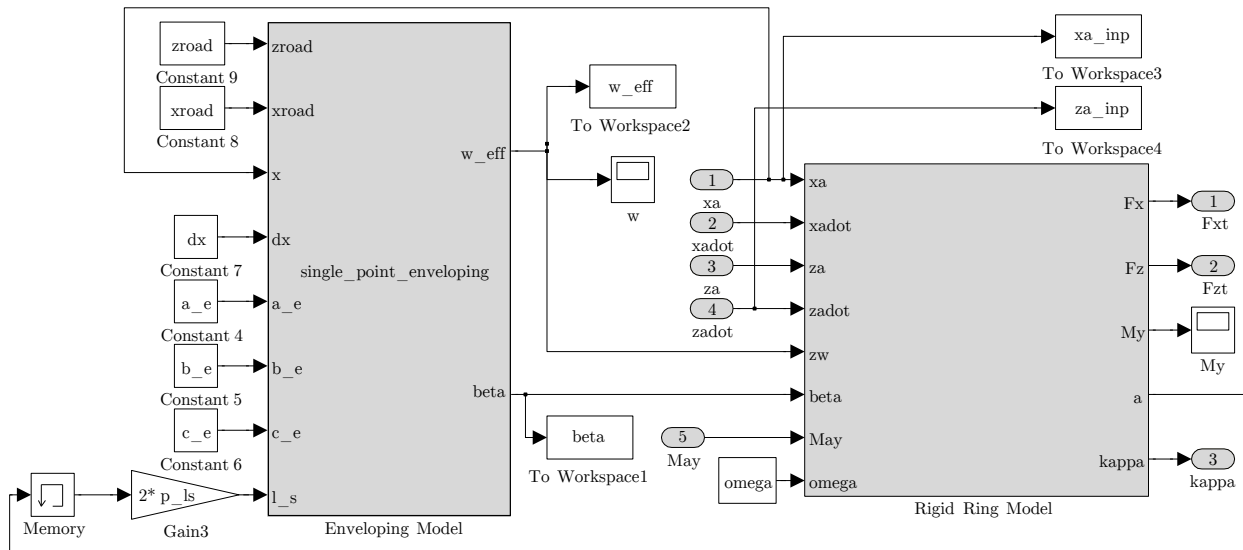 zroad
Constant 9
xroad
Constant 8
dx
Constant 7
a_e
Constant 4
b_e
Constant 5
c_e
Constant 6
Memory
2* p_ls
Gain3
zroad
xroad
x
dx
a_e
b_e
c_e
l_s
single_point_enveloping
w_eff
beta
Enveloping Model
w_eff
To Workspace2
w
beta
To Workspace1
xa_inp
To Workspace3
za_inp
To Workspace4
1
xa
2
xadot
3
za
4
zadot
5
May
omega
xa
xadot
za
zadot
zw
beta
May
omega
Fx
Fz
My
a
kappa
Rigid Ring Model
1
Fxt
2
Fzt
My
3
kappa